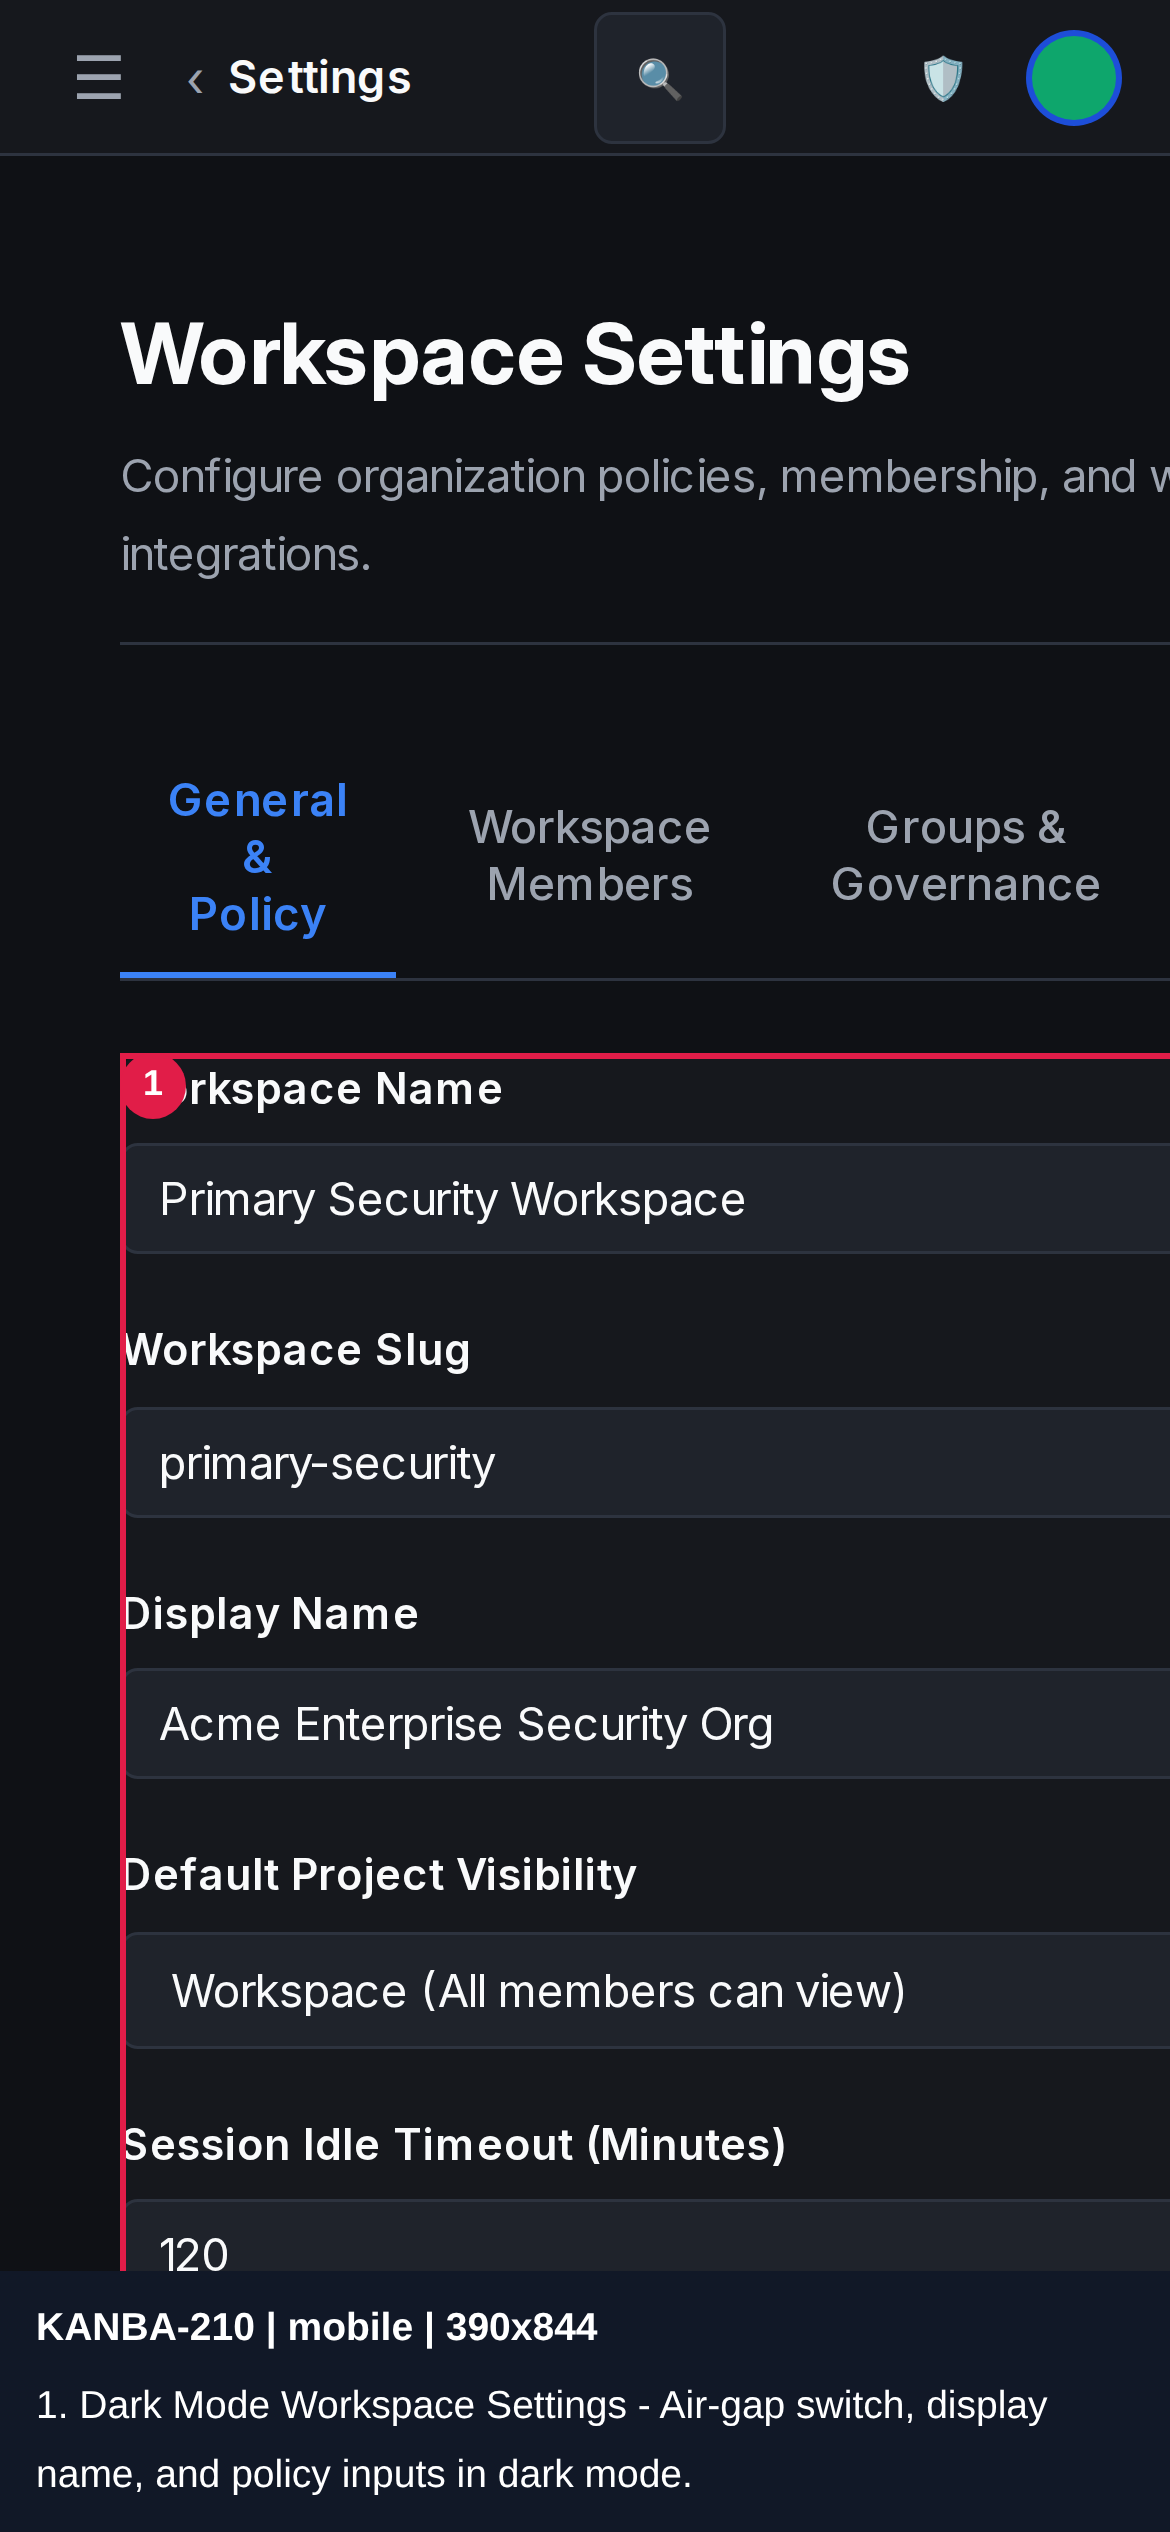 Settings
Workspace Settings
Configure organization policies, membership, and
integrations.
General
&
Policy
Workspace
Members
Groups &
Governance
1
rkspace Name
Primary Security Workspace
Workspace Slug
primary-security
Display Name
Acme Enterprise Security Org
Default Project Visibility
Workspace (All members can view)
Session Idle Timeout (Minutes)
120
KANBA-210 | mobile | 390x844
1. Dark Mode Workspace Settings - Air-gap switch, display
name, and policy inputs in dark mode.